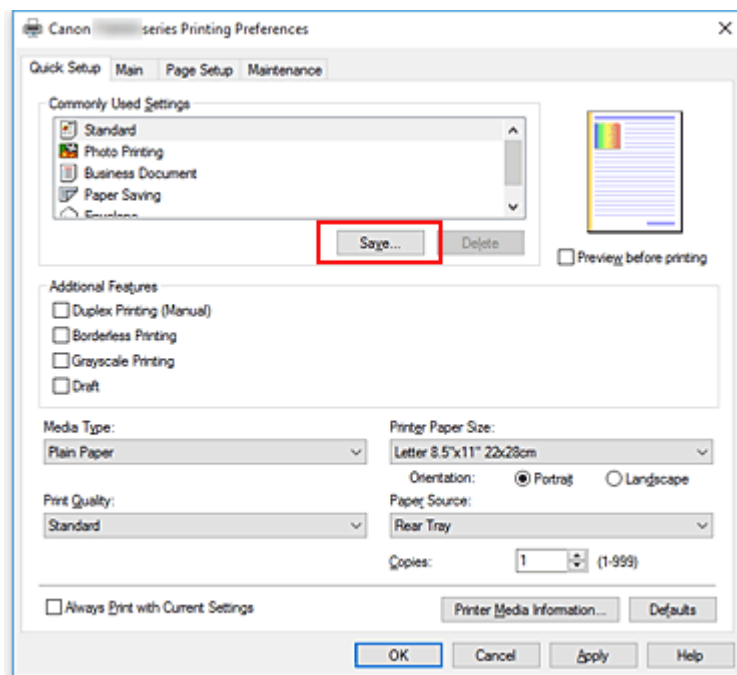 Canon series Printing Preferences
Quick Setup Main Page Setup Maintenance
Commonly Used Settings
Standard
Photo Printing
Business Document
Paper Saving
Envelope
Save... Delete
Preview before printing
Additional Features
Duplex Printing (Manual)
Borderless Printing
Grayscale Printing
Draft
Media Type: Printer Paper Size:
Plain Paper Letter 8.5"x11" 22x28cm
Orientation: Portrait Landscape
Print Quality: Paper Source:
Standard Rear Tray
Copies: 1 (1-999)
Always Print with Current Settings Printer Media Information... Defaults
OK Cancel Apply Help